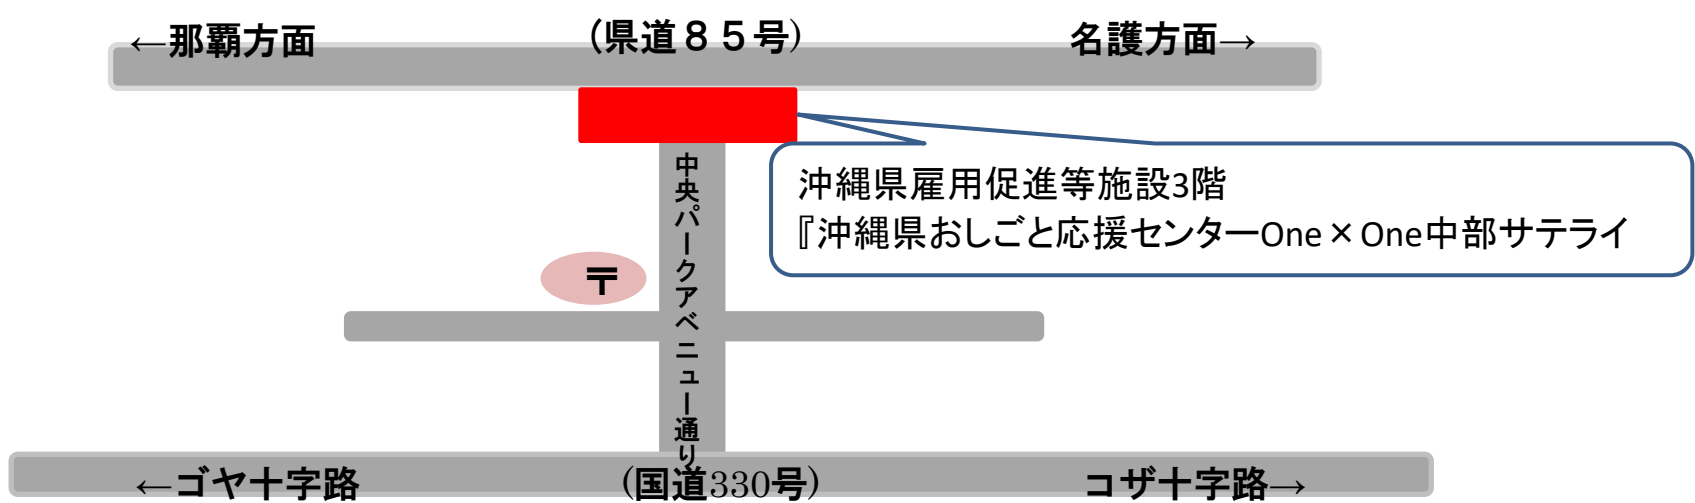 ←那覇方面
(県道８５号)
名護方面→
沖縄県雇用促進等施設3階
『沖縄県おしごと応援センターOne×One中部サテライ
中央パークアベニュー通り
〒
←ゴヤ十字路
(国道330号)
コザ十字路→